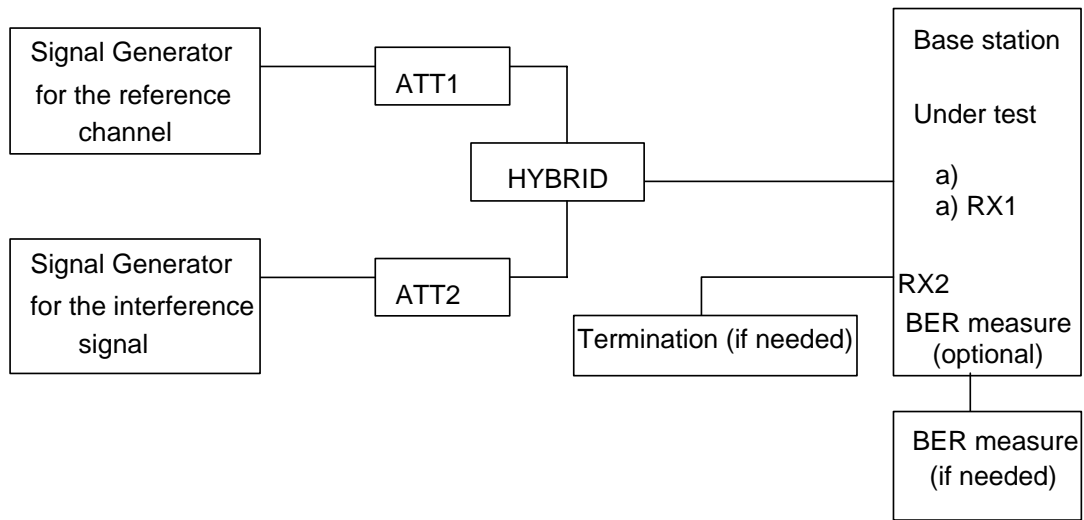 Signal Generator
for the reference
channel
ATT1
HYBRID
Signal Generator
for the interference
signal
ATT2
Termination (if needed)
Base station
Under test
a)
a) RX1
RX2
BER measure
(optional)
BER measure
(if needed)